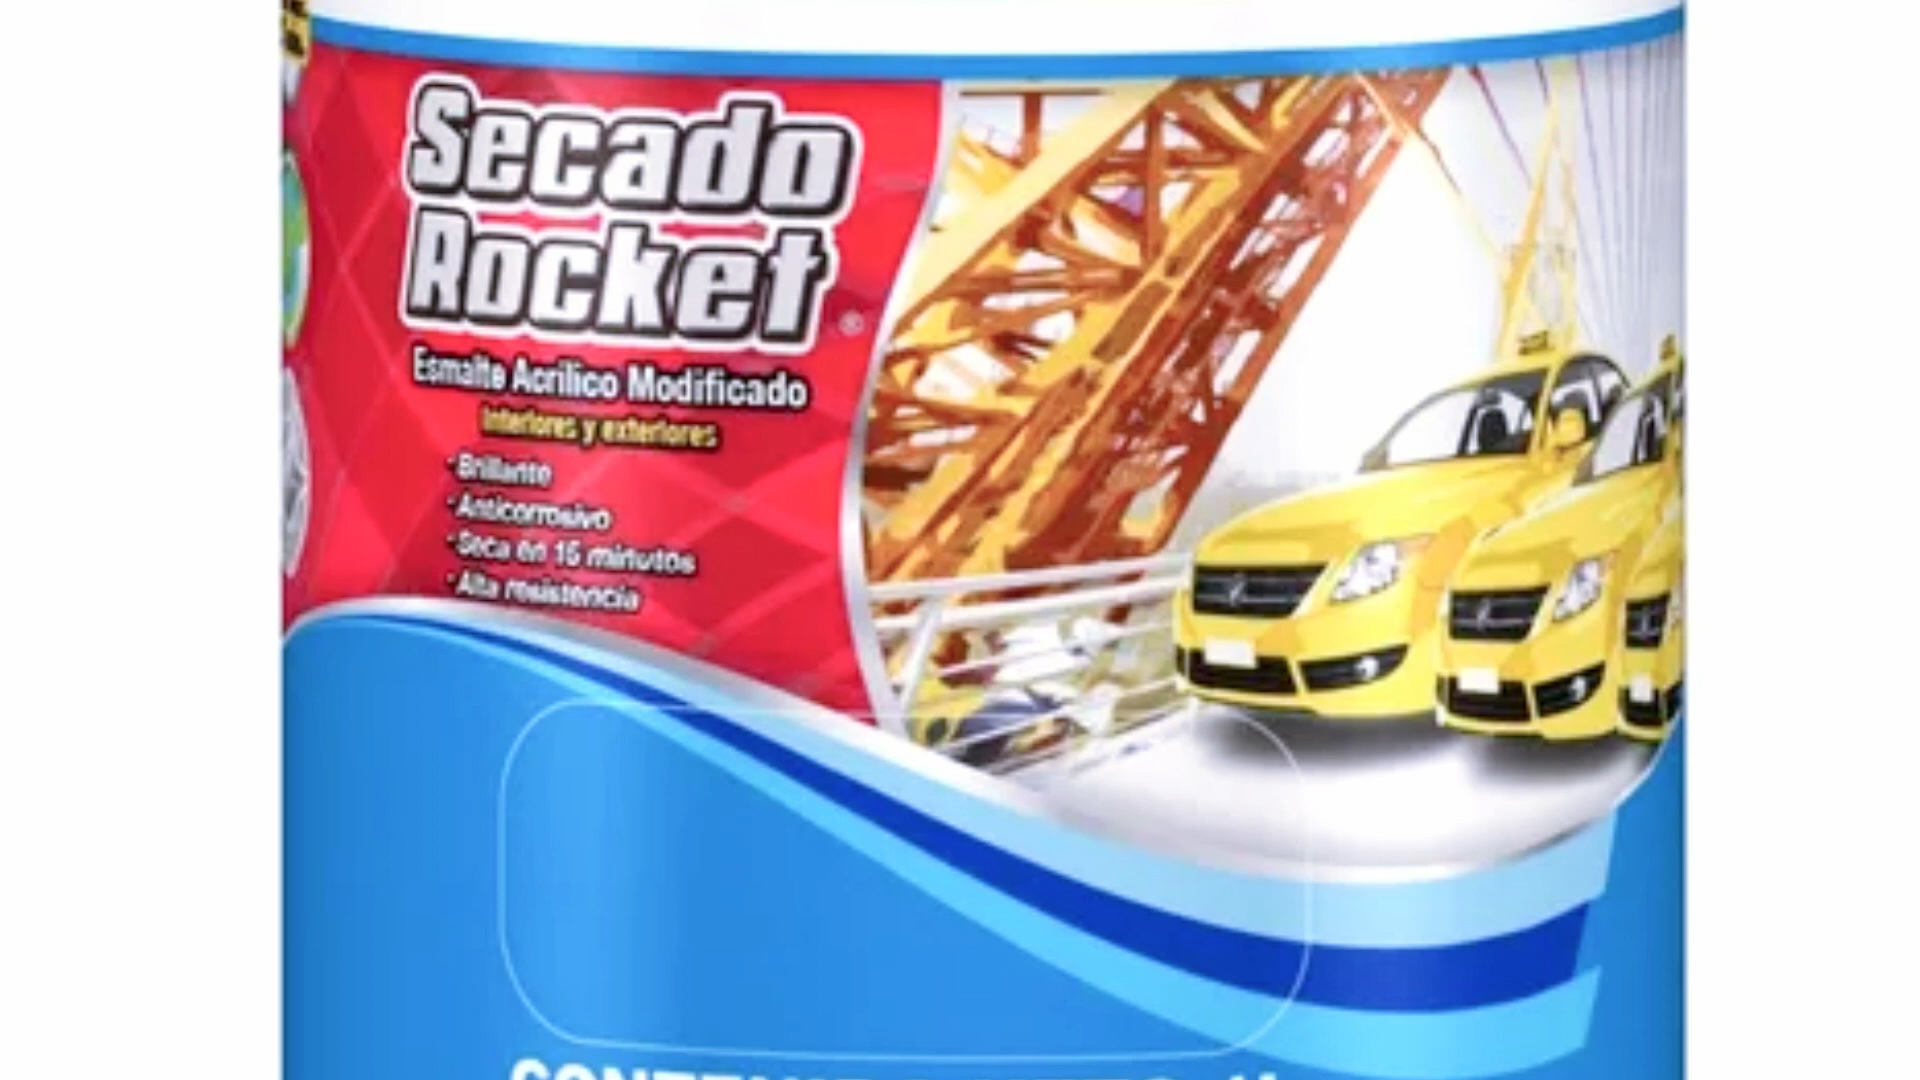 Secado
Rocket
®
Esmalte Acrílico Modificado
Interiores y exteriores
· Brillante
· Anticorrosivo
· Seca en 15 minutos
· Alta resistencia